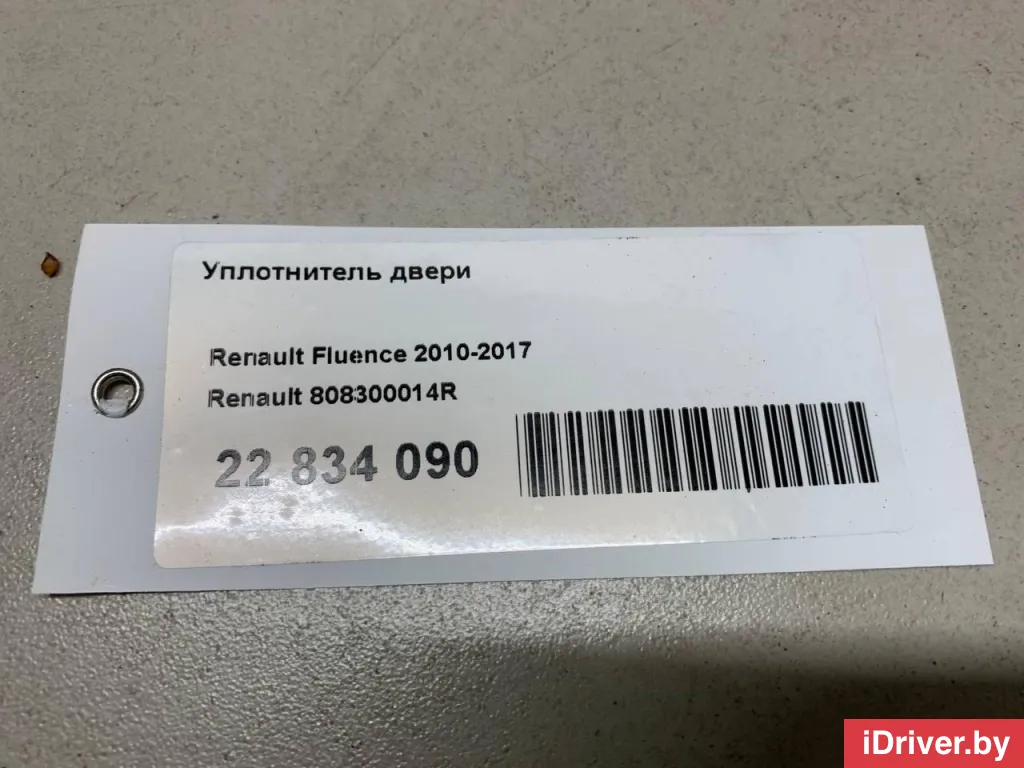 Уплотнитель двери
Renault Fluence 2010-2017
Renault 808300014R
22 834 090
iDriver.by